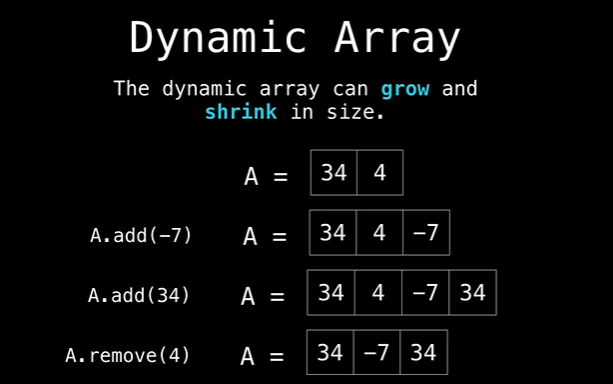 Dynamic Array
The dynamic array can grow and
shrink in size.
A = 34 4
A.add(−7) A = 34 4 −7
A.add(34) A = 34 4 −7 34
A.remove(4) A = 34 −7 34